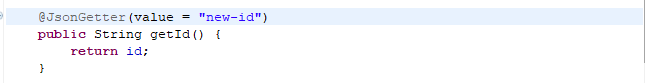 @JsonGetter(value = "new-id")
public String getId() {
    return id;
}